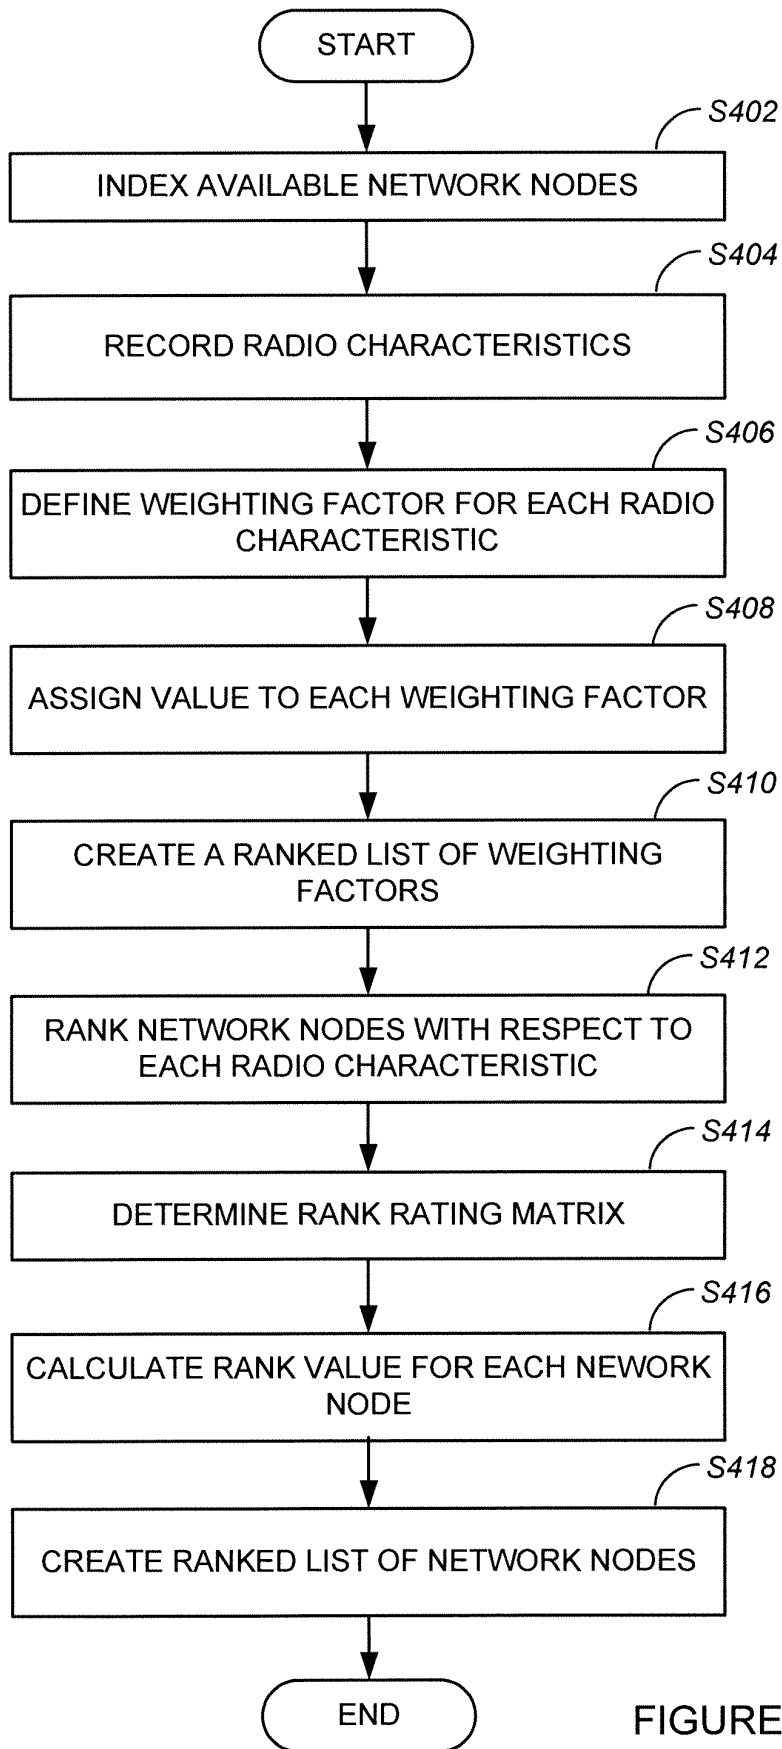 START
S402
INDEX AVAILABLE NETWORK NODES
S404
RECORD RADIO CHARACTERISTICS
S406
DEFINE WEIGHTING FACTOR FOR EACH RADIO
CHARACTERISTIC
S408
ASSIGN VALUE TO EACH WEIGHTING FACTOR
S410
CREATE A RANKED LIST OF WEIGHTING
FACTORS
S412
RANK NETWORK NODES WITH RESPECT TO
EACH RADIO CHARACTERISTIC
S414
DETERMINE RANK RATING MATRIX
S416
CALCULATE RANK VALUE FOR EACH NEWORK
NODE
S418
CREATE RANKED LIST OF NETWORK NODES
END
FIGURE